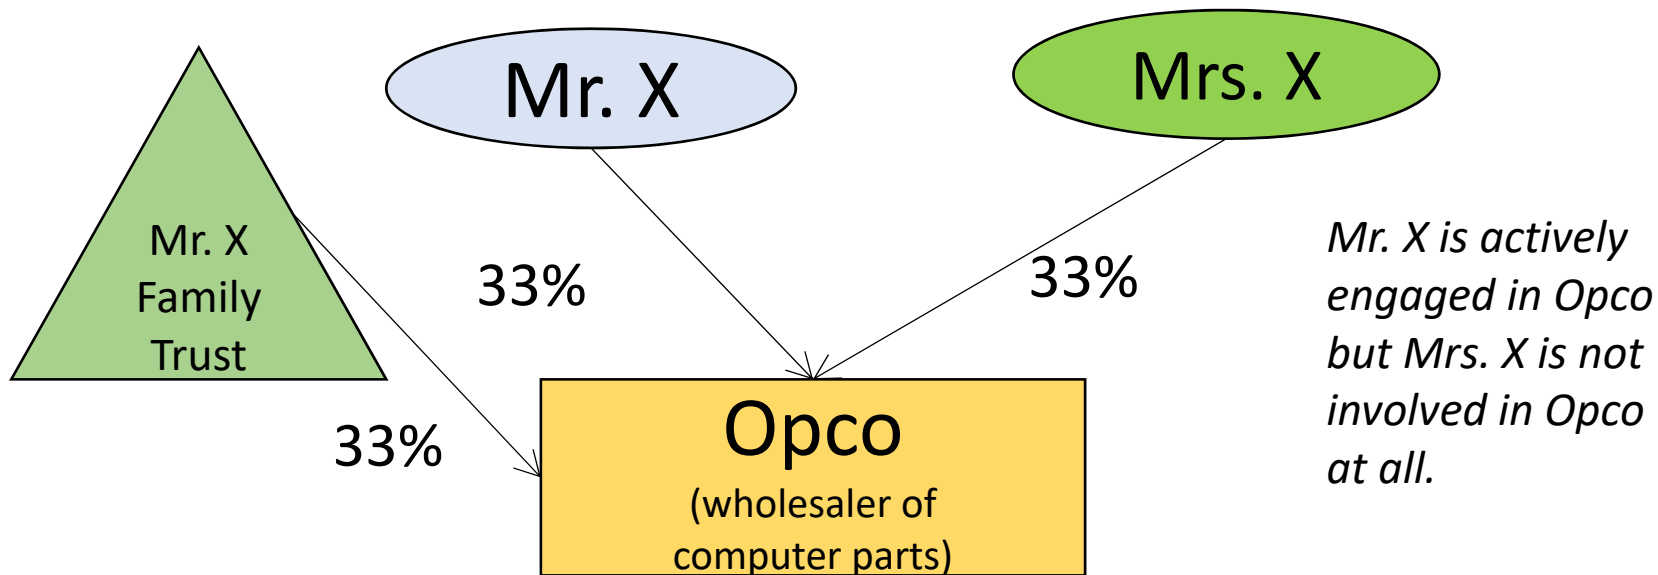 Mr. X
Mrs. X
Mr. X
Family
Trust
33%
33%
33%
Mr. X is actively
engaged in Opco
but Mrs. X is not
involved in Opco
at all.
Opco
(wholesaler of
computer parts)